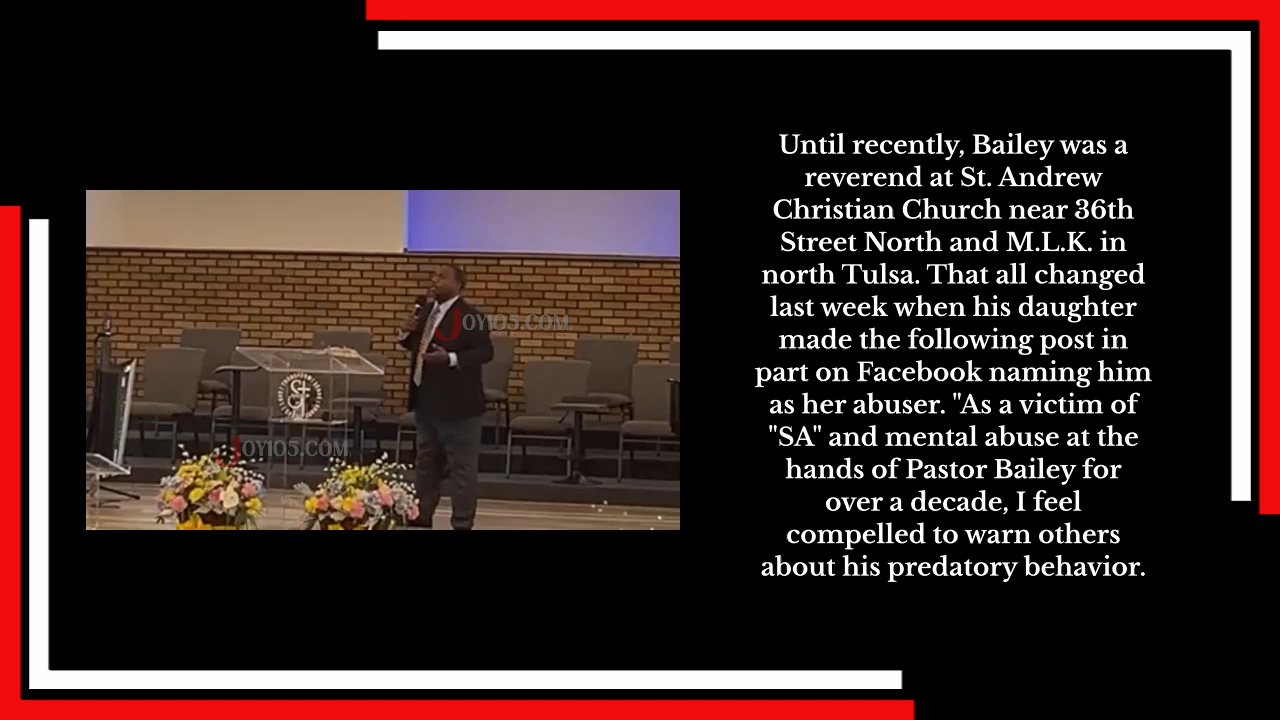 Until recently, Bailey was a
reverend at St. Andrew
Christian Church near 36th
Street North and M.L.K. in
north Tulsa. That all changed
last week when his daughter
made the following post in
part on Facebook naming him
as her abuser. "As a victim of
"SA" and mental abuse at the
hands of Pastor Bailey for
over a decade, I feel
compelled to warn others
about his predatory behavior.
JOY105.COM
JOY105.COM